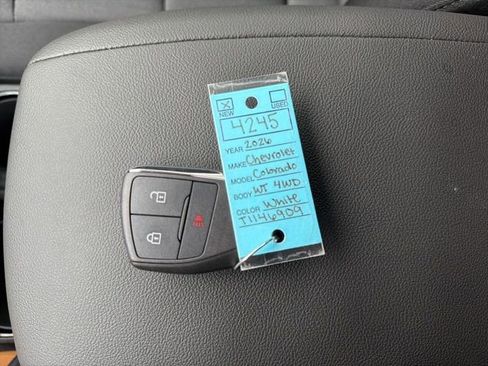 NEW USED
4245
YEAR 2026
MAKE Chevrolet
MODEL Colorado
BODY WT 4WD
COLOR White
T1146909